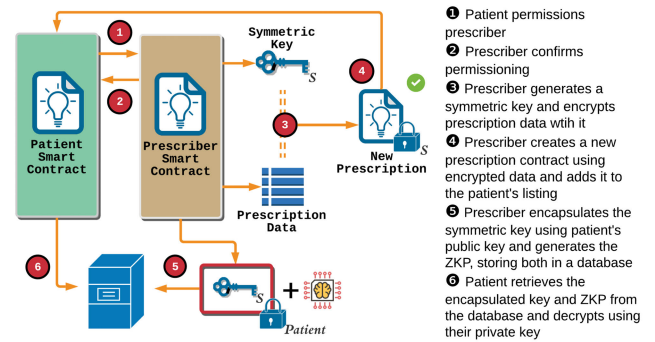 1
2
Patient
Smart
Contract
Prescriber
Smart
Contract
Symmetric
Key
S
3
Prescription
Data
4
S
New
Prescription
6
5
S
+
Patient
❶ Patient permissions
prescriber
❷ Prescriber confirms
permissioning
❸ Prescriber generates a
symmetric key and encrypts
prescription data wtih it
❹ Prescriber creates a new
prescription contract using
encrypted data and adds it to
the patient's listing
❺ Prescriber encapsulates the
symmetric key using patient's
public key and generates the
ZKP, storing both in a database
❻ Patient retrieves the
encapsulated key and ZKP from
the database and decrypts using
their private key